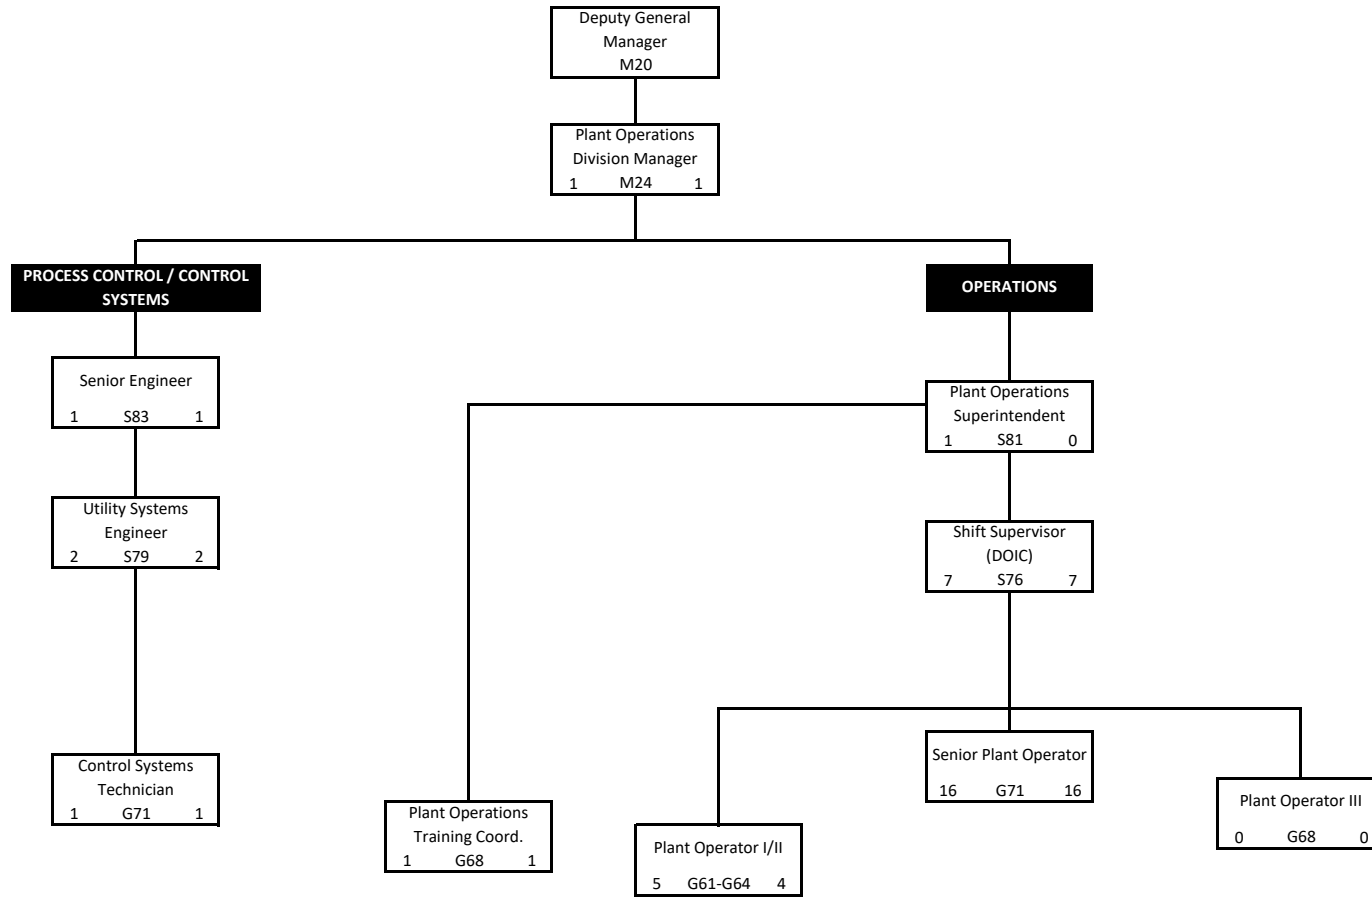 Deputy General
Manager
M20
Plant Operations
Division Manager
1 M24 1
PROCESS CONTROL / CONTROL
SYSTEMS
OPERATIONS
Senior Engineer
1 S83 1
Plant Operations
Superintendent
1 S81 0
Utility Systems
Engineer
2 S79 2
Shift Supervisor
(DOIC)
7 S76 7
Control Systems
Technician
1 G71 1
Plant Operations
Training Coord.
1 G68 1
Plant Operator I/II
5 G61-G64 4
Senior Plant Operator
16 G71 16
Plant Operator III
0 G68 0